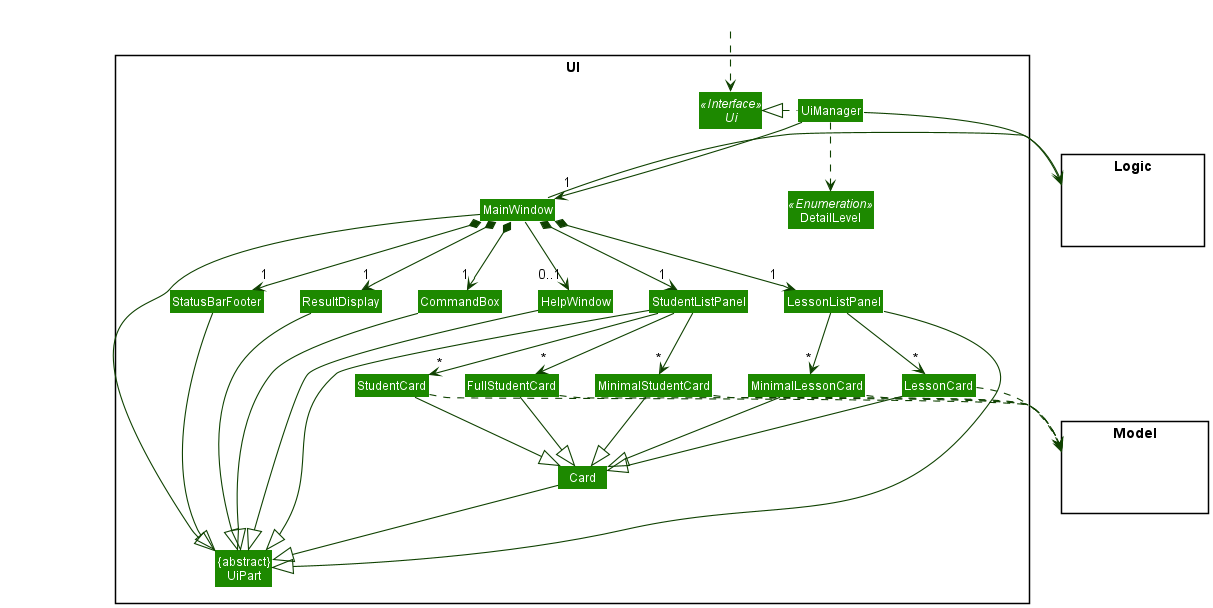 UI
«Interface»
Ui
UiManager
Logic
1
MainWindow
«Enumeration»
DetailLevel
1
1
1
0..1
1
1
StatusBarFooter
ResultDisplay
CommandBox
HelpWindow
StudentListPanel
LessonListPanel
*
*
*
*
*
StudentCard
FullStudentCard
MinimalStudentCard
MinimalLessonCard
LessonCard
Model
Card
{abstract}
UiPart